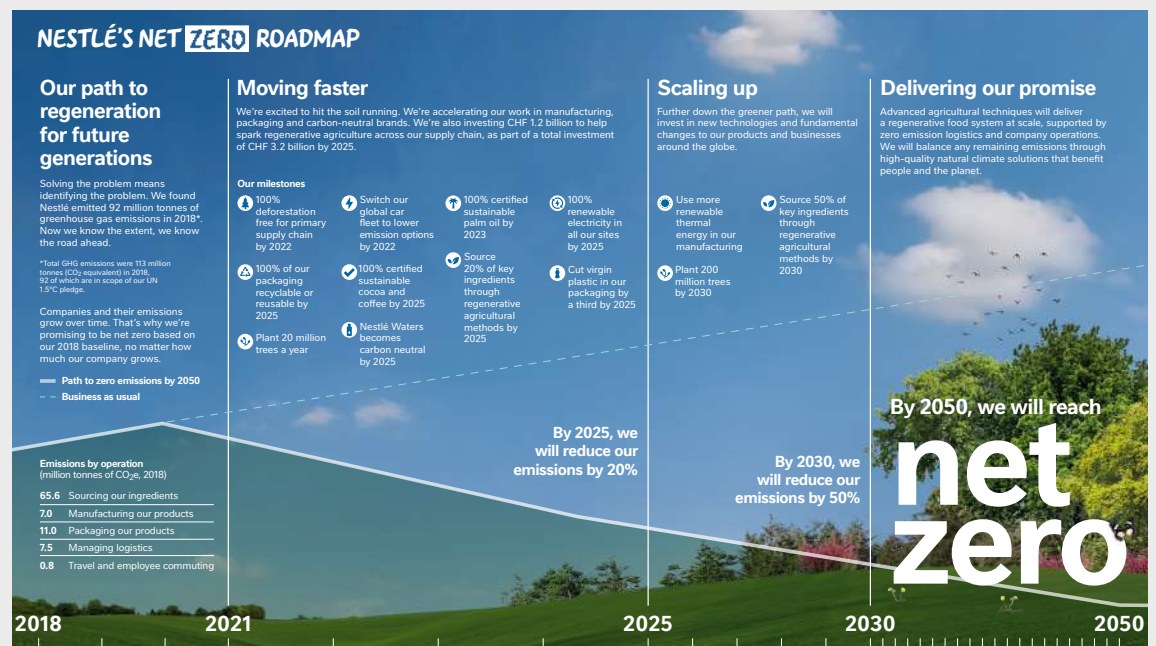 NESTLÉ'S NET ZERO ROADMAP
Our path to
regeneration
for future
generations
Solving the problem means
identifying the problem. We found
Nestlé emitted 92 million tonnes of
greenhouse gas emissions in 2018*.
Now we know the extent, we know
the road ahead.
*Total GHG emissions were 113 million
tonnes (CO₂ equivalent) in 2018,
92 of which are in scope of our UN
1.5°C pledge.
Companies and their emissions
grow over time. That's why we're
promising to be net zero based on
our 2018 baseline, no matter how
much our company grows.
Path to zero emissions by 2050
Business as usual
Emissions by operation
(million tonnes of CO₂e, 2018)
65.6 Sourcing our ingredients
7.0 Manufacturing our products
11.0 Packaging our products
7.5 Managing logistics
0.8 Travel and employee commuting
Moving faster
We're excited to hit the soil running. We're accelerating our work in manufacturing,
packaging and carbon-neutral brands. We're also investing CHF 1.2 billion to help
spark regenerative agriculture across our supply chain, as part of a total investment
of CHF 3.2 billion by 2025.
Our milestones
100%
deforestation
free for primary
supply chain
by 2022
100% of our
packaging
recyclable or
reusable by
2025
Plant 20 million
trees a year
Switch our
global car
fleet to lower
emission options
by 2022
100% certified
sustainable
cocoa and
coffee by 2025
Nestlé Waters
becomes
carbon neutral
by 2025
100% certified
sustainable
palm oil by
2023
Source
20% of key
ingredients
through
regenerative
agricultural
methods by
2025
100%
renewable
electricity in
all our sites
by 2025
Cut virgin
plastic in our
packaging by
a third by 2025
By 2025, we
will reduce our
emissions by 20%
Scaling up
Further down the greener path, we will
invest in new technologies and fundamental
changes to our products and businesses
around the globe.
Use more
renewable
thermal
energy in our
manufacturing
Plant 200
million trees
by 2030
Source 50% of
key ingredients
through
regenerative
agricultural
methods by
2030
By 2030, we
will reduce our
emissions by 50%
Delivering our promise
Advanced agricultural techniques will deliver
a regenerative food system at scale, supported by
zero emission logistics and company operations.
We will balance any remaining emissions through
high-quality natural climate solutions that benefit
people and the planet.
By 2050, we will reach
net
zero
2018 2021 2025 2030 2050